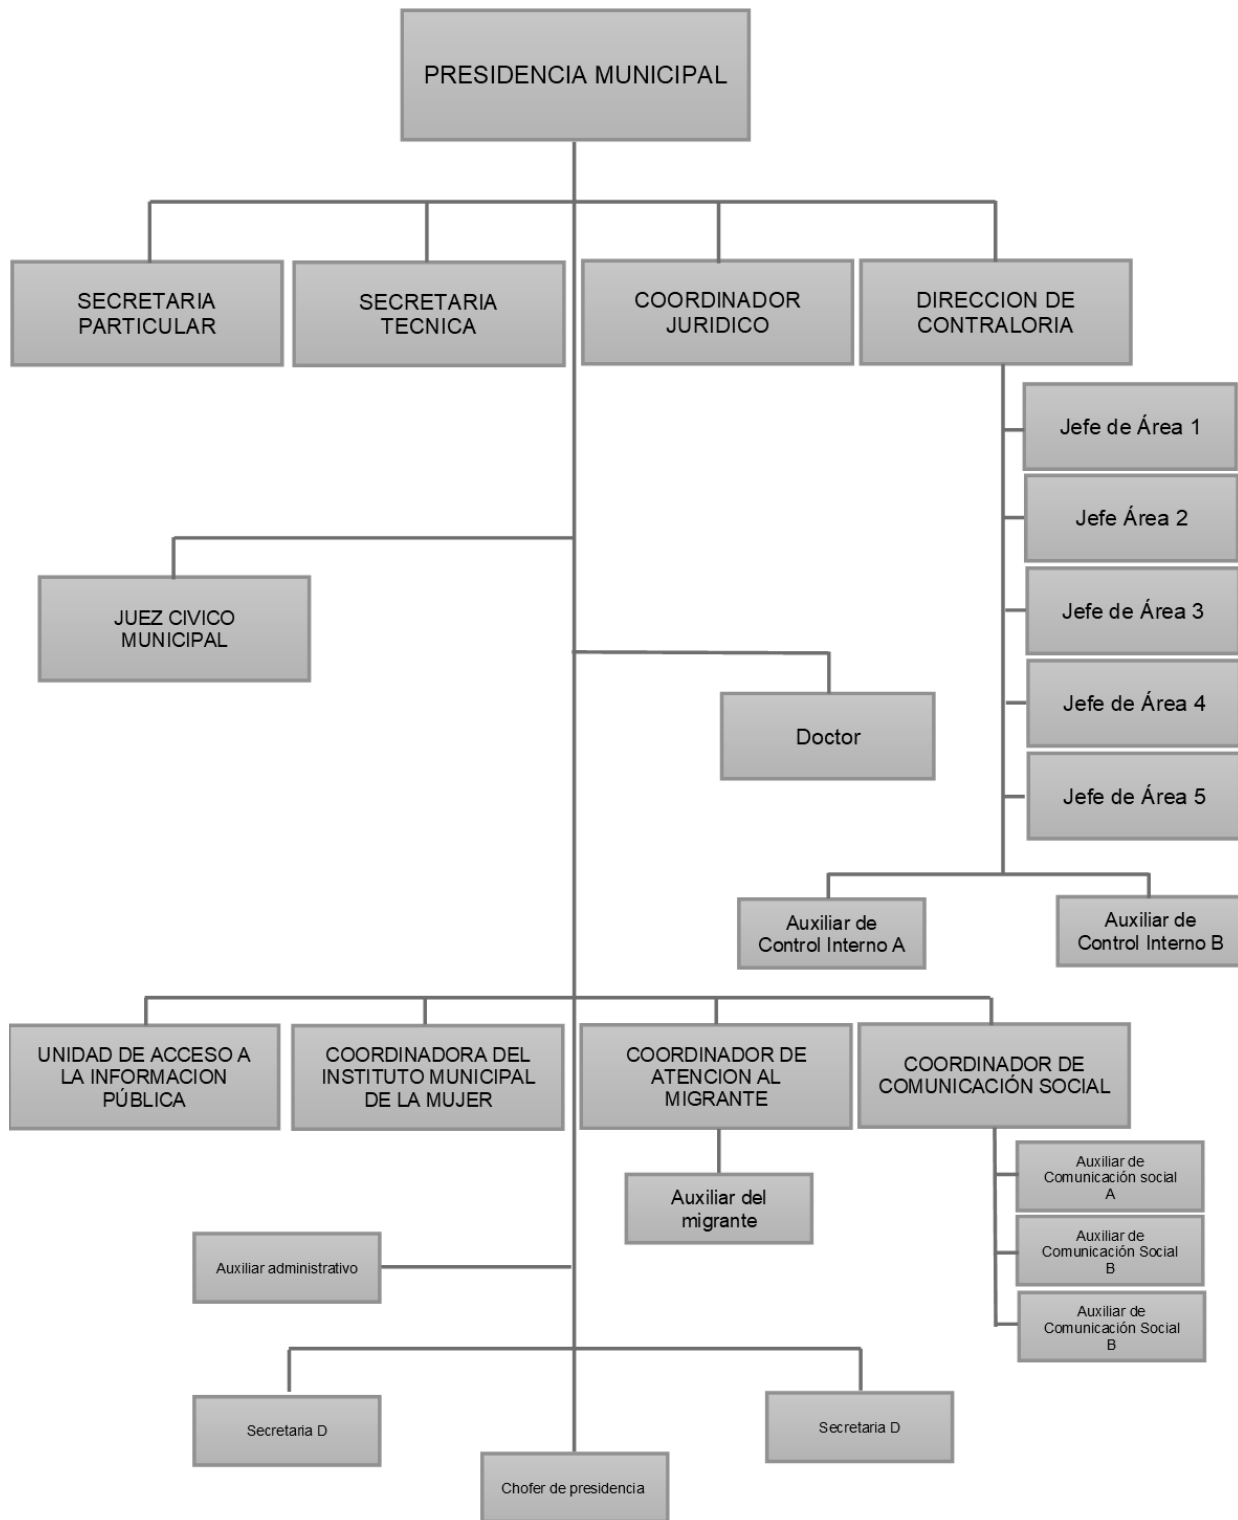 PRESIDENCIA MUNICIPAL
SECRETARIA
PARTICULAR
SECRETARIA
TECNICA
COORDINADOR
JURIDICO
DIRECCION DE
CONTRALORIA
Jefe de Área 1
Jefe Área 2
Jefe de Área 3
Jefe de Área 4
Jefe de Área 5
JUEZ CIVICO
MUNICIPAL
Doctor
Auxiliar de
Control Interno A
Auxiliar de
Control Interno B
UNIDAD DE ACCESO A
LA INFORMACION
PÚBLICA
COORDINADORA DEL
INSTITUTO MUNICIPAL
DE LA MUJER
COORDINADOR DE
ATENCION AL
MIGRANTE
COORDINADOR DE
COMUNICACIÓN SOCIAL
Auxiliar del
migrante
Auxiliar de
Comunicación social
A
Auxiliar de
Comunicación Social
B
Auxiliar de
Comunicación Social
B
Auxiliar administrativo
Secretaria D
Secretaria D
Chofer de presidencia